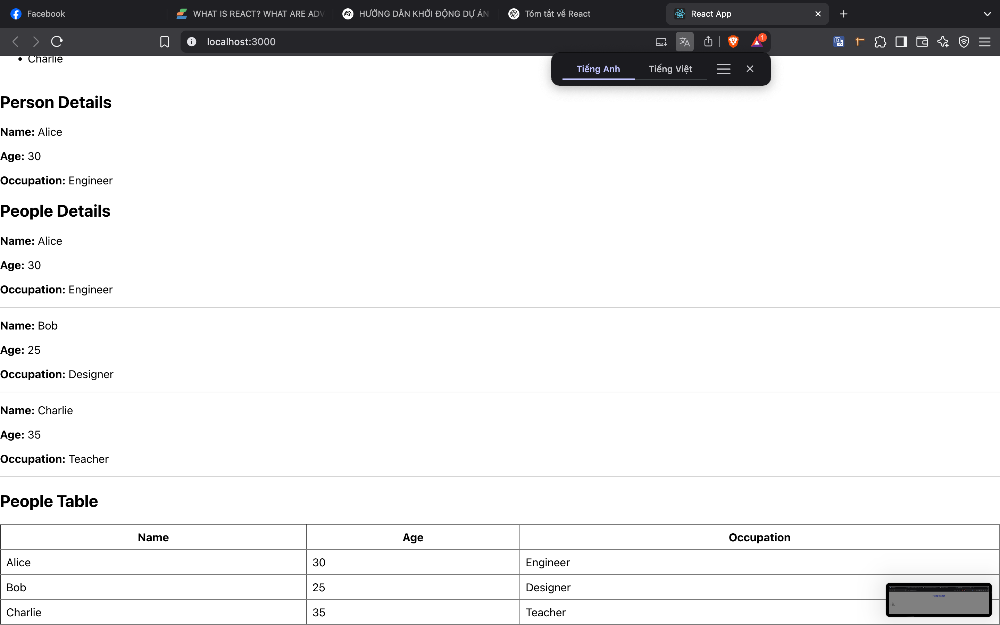 Facebook
WHAT IS REACT? WHAT ARE ADV
HƯỚNG DẪN KHỞI ĐỘNG DỰ ÁN
Tóm tắt về React
React App
localhost:3000
1
Tiếng Anh
Tiếng Việt
• Charlie
Person Details
Name: Alice
Age: 30
Occupation: Engineer
People Details
Name: Alice
Age: 30
Occupation: Engineer
Name: Bob
Age: 25
Occupation: Designer
Name: Charlie
Age: 35
Occupation: Teacher
People Table
Name Age Occupation
Alice 30 Engineer
Bob 25 Designer
Charlie 35 Teacher
Hello world!